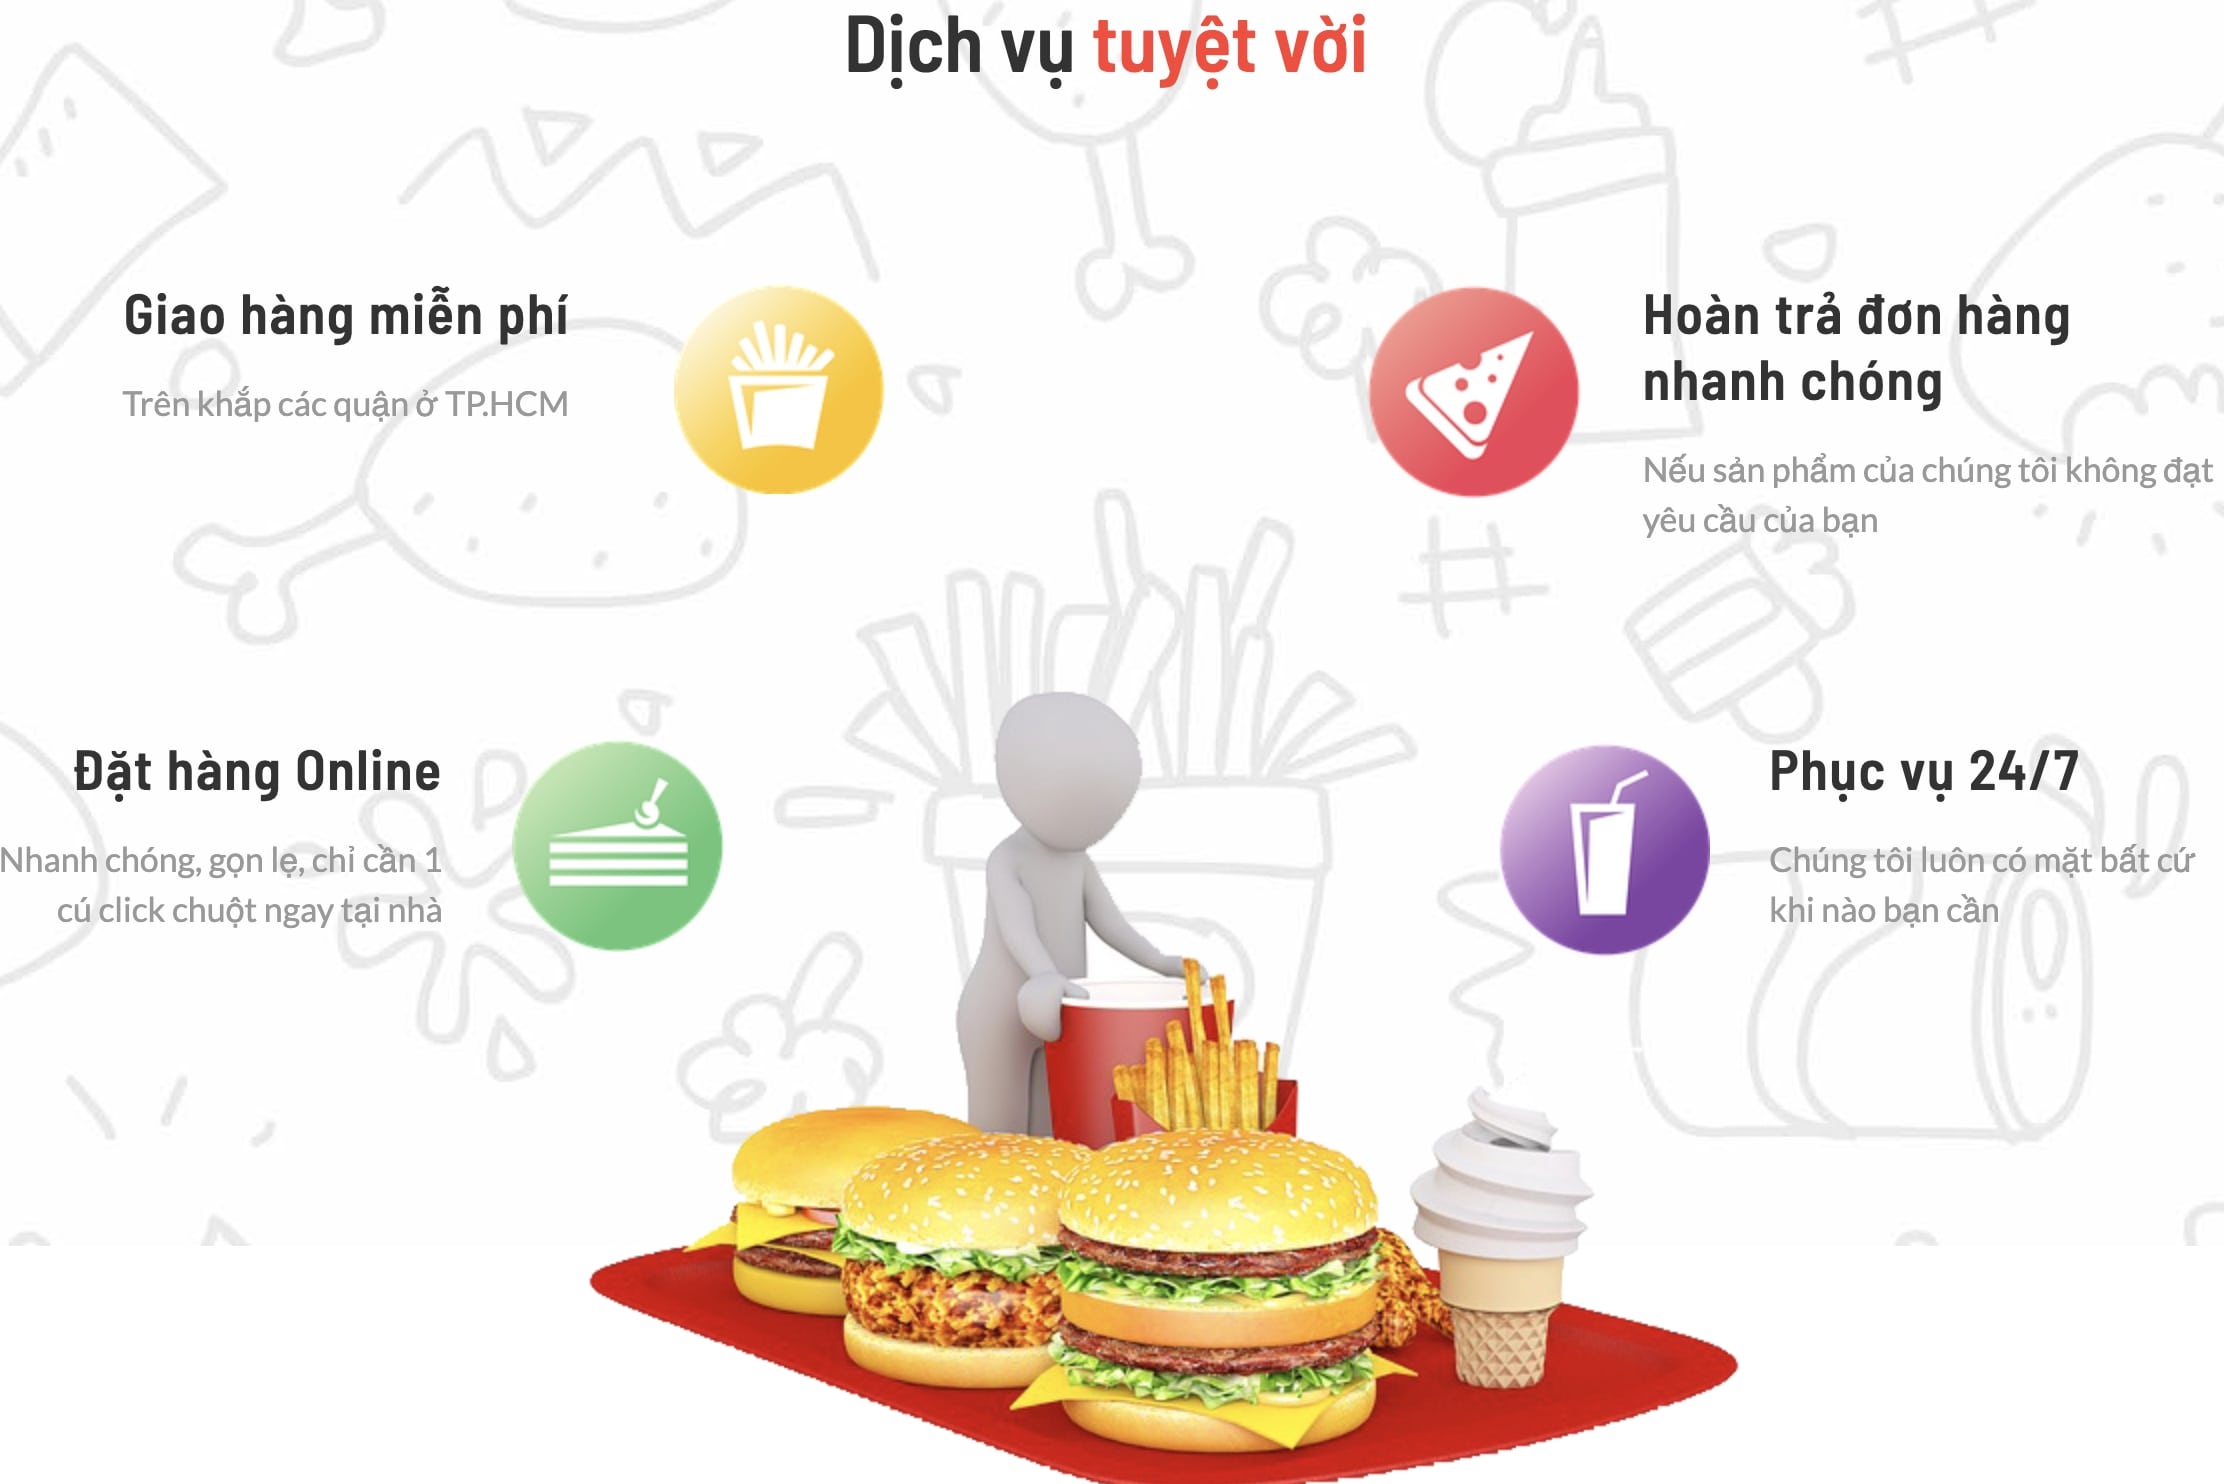 Dịch vụ tuyệt vời
Giao hàng miễn phí
Trên khắp các quận ở TP.HCM
Hoàn trả đơn hàng
nhanh chóng
Nếu sản phẩm của chúng tôi không đạt
yêu cầu của bạn
Đặt hàng Online
Nhanh chóng, gọn lẹ, chỉ cần 1
cú click chuột ngay tại nhà
Phục vụ 24/7
Chúng tôi luôn có mặt bất cứ
khi nào bạn cần